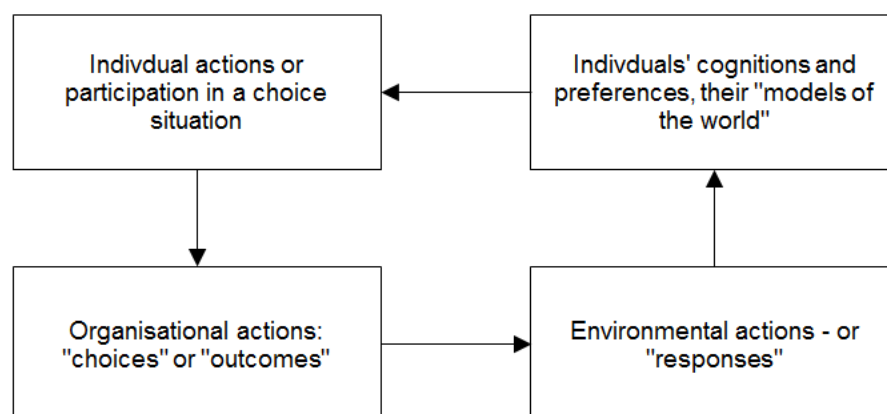 Indivdual actions or
participation in a choice
situation
Indivduals' cognitions and
preferences, their "models of
the world"
Organisational actions:
"choices" or "outcomes"
Environmental actions - or
"responses"